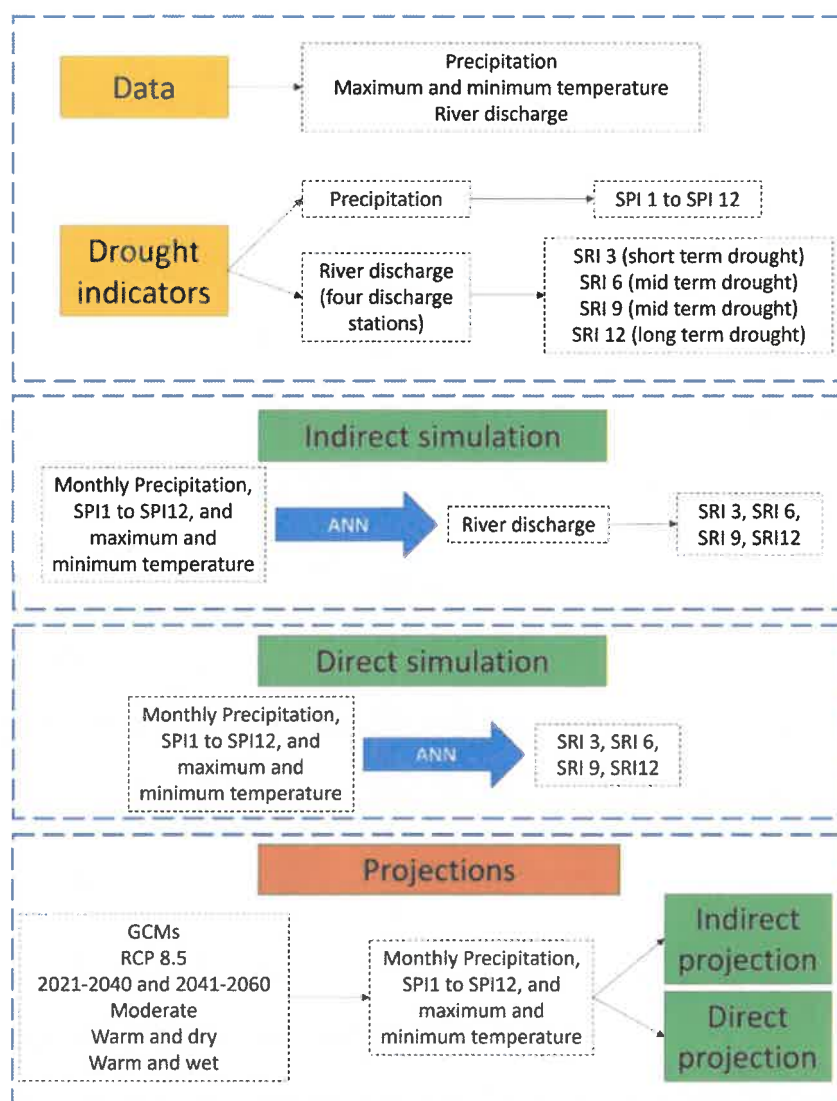 Data
Precipitation
Maximum and minimum temperature
River discharge
Drought
indicators
Precipitation
SPI 1 to SPI 12
River discharge
(four discharge
stations)
SRI 3 (short term drought)
SRI 6 (mid term drought)
SRI 9 (mid term drought)
SRI 12 (long term drought)
Indirect simulation
Monthly Precipitation,
SPI1 to SPI12, and
maximum and
minimum temperature
ANN
River discharge
SRI 3, SRI 6,
SRI 9, SRI12
Direct simulation
Monthly Precipitation,
SPI1 to SPI12, and
maximum and
minimum temperature
ANN
SRI 3, SRI 6,
SRI 9, SRI12
Projections
GCMs
RCP 8.5
2021-2040 and 2041-2060
Moderate
Warm and dry
Warm and wet
Monthly Precipitation,
SPI1 to SPI12, and
maximum and
minimum temperature
Indirect
projection
Direct
projection